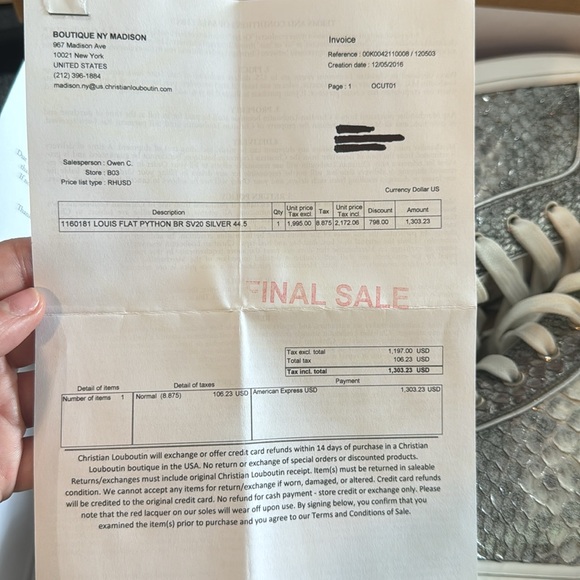 BOUTIQUE NY MADISON
967 Madison Ave
10021 New York
UNITED STATES
(212) 396-1884
madison.ny@us.christianlouboutin.com
Invoice
Reference : 00K0042110008 / 120503
Creation date : 12/05/2016
Page : 1 OCUT01
Salesperson : Owen C.
Store : B03
Price list type : RHUSD
Currency Dollar US
Description Qty Unit price Tax excl. Tax Unit price Tax incl. Discount Amount
1160181 LOUIS FLAT PYTHON BR SV20 SILVER 44.5 1 1,995.00 8.875 2,172.06 798.00 1,303.23
FINAL SALE
Tax excl. total 1,197.00 USD
Total tax 106.23 USD
Tax incl. total 1,303.23 USD
Detail of items Detail of taxes Payment
Number of items 1 Normal (8.875) 106.23 USD American Express USD 1,303.23 USD
Christian Louboutin will exchange or offer credit card refunds within 14 days of purchase in a Christian
Louboutin boutique in the USA. No return or exchange of special orders or discounted products.
Returns/exchanges must include original Christian Louboutin receipt. Item(s) must be returned in saleable
condition. We cannot accept any items for return/exchange if worn, damaged, or altered. Credit card refunds
will be credited to the original credit card. No refund for cash payment - store credit or exchange only. Please
note that the red lacquer on our soles will wear off upon use. By signing below, you confirm that you
examined the item(s) prior to purchase and you agree to our Terms and Conditions of Sale.